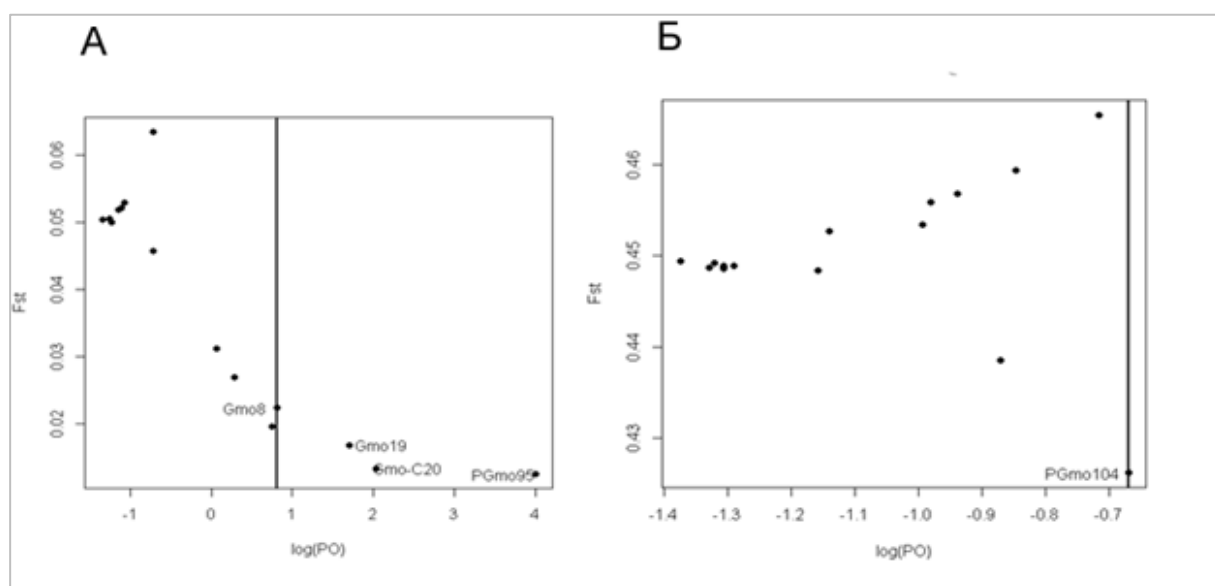 А
Б
0.06
0.05
0.04
0.03
0.02
Fst
Gmo8
Gmo19
Gmo-C20
PGmo95
-1
0
1
2
3
4
log(PO)
0.46
0.45
0.44
0.43
Fst
PGmo104
-1.4
-1.3
-1.2
-1.1
-1.0
-0.9
-0.8
-0.7
log(PO)